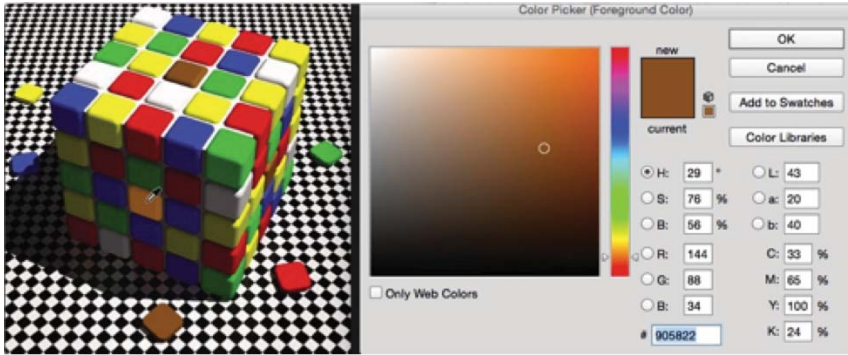 Color Picker (Foreground Color)
new
current
OK
Cancel
Add to Swatches
Color Libraries
H: 29 °
L: 43
S: 76 %
a: 20
B: 56 %
b: 40
R: 144
C: 33 %
G: 88
M: 65 %
B: 34
Y: 100 %
# 905822
K: 24 %
Only Web Colors